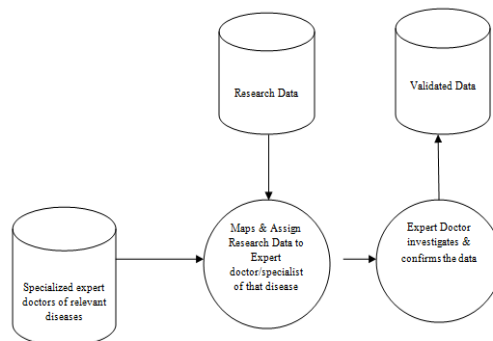 Research Data
Validated Data
Maps & Assign
Research Data to
Expert
doctor/specialist
of that disease
Expert Doctor
investigates &
confirms the data
Specialized expert
doctors of relevant
diseases